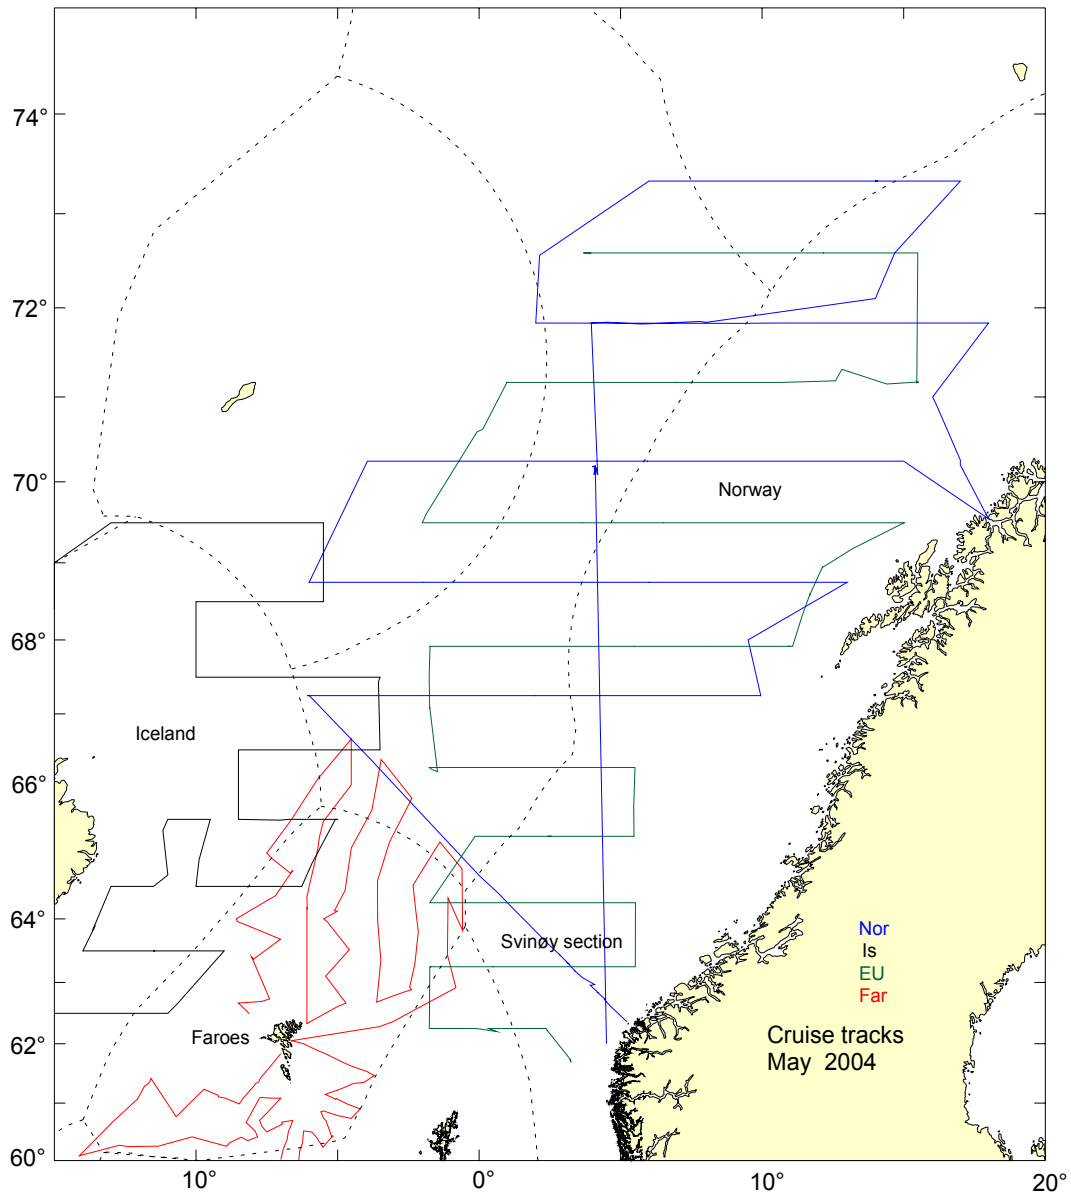 74°
72°
70°
Norway
68°
Iceland
66°
64°
Svinøy section
Nor
Is
EU
Far
Faroes
Cruise tracks
May 2004
62°
60°
10°
0°
10°
20°